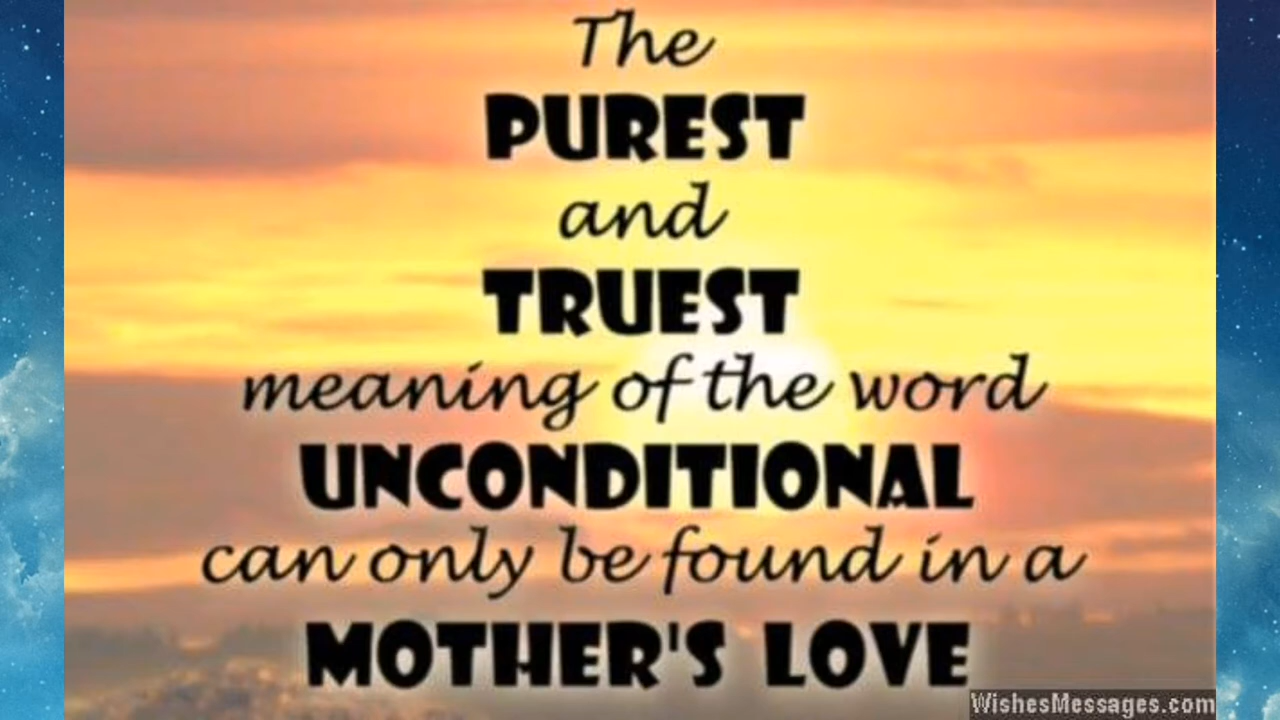 The
PUREST
and
TRUEST
meaning of the word
UNCONDITIONAL
can only be found in a
MOTHER'S LOVE
WishesMessages.com